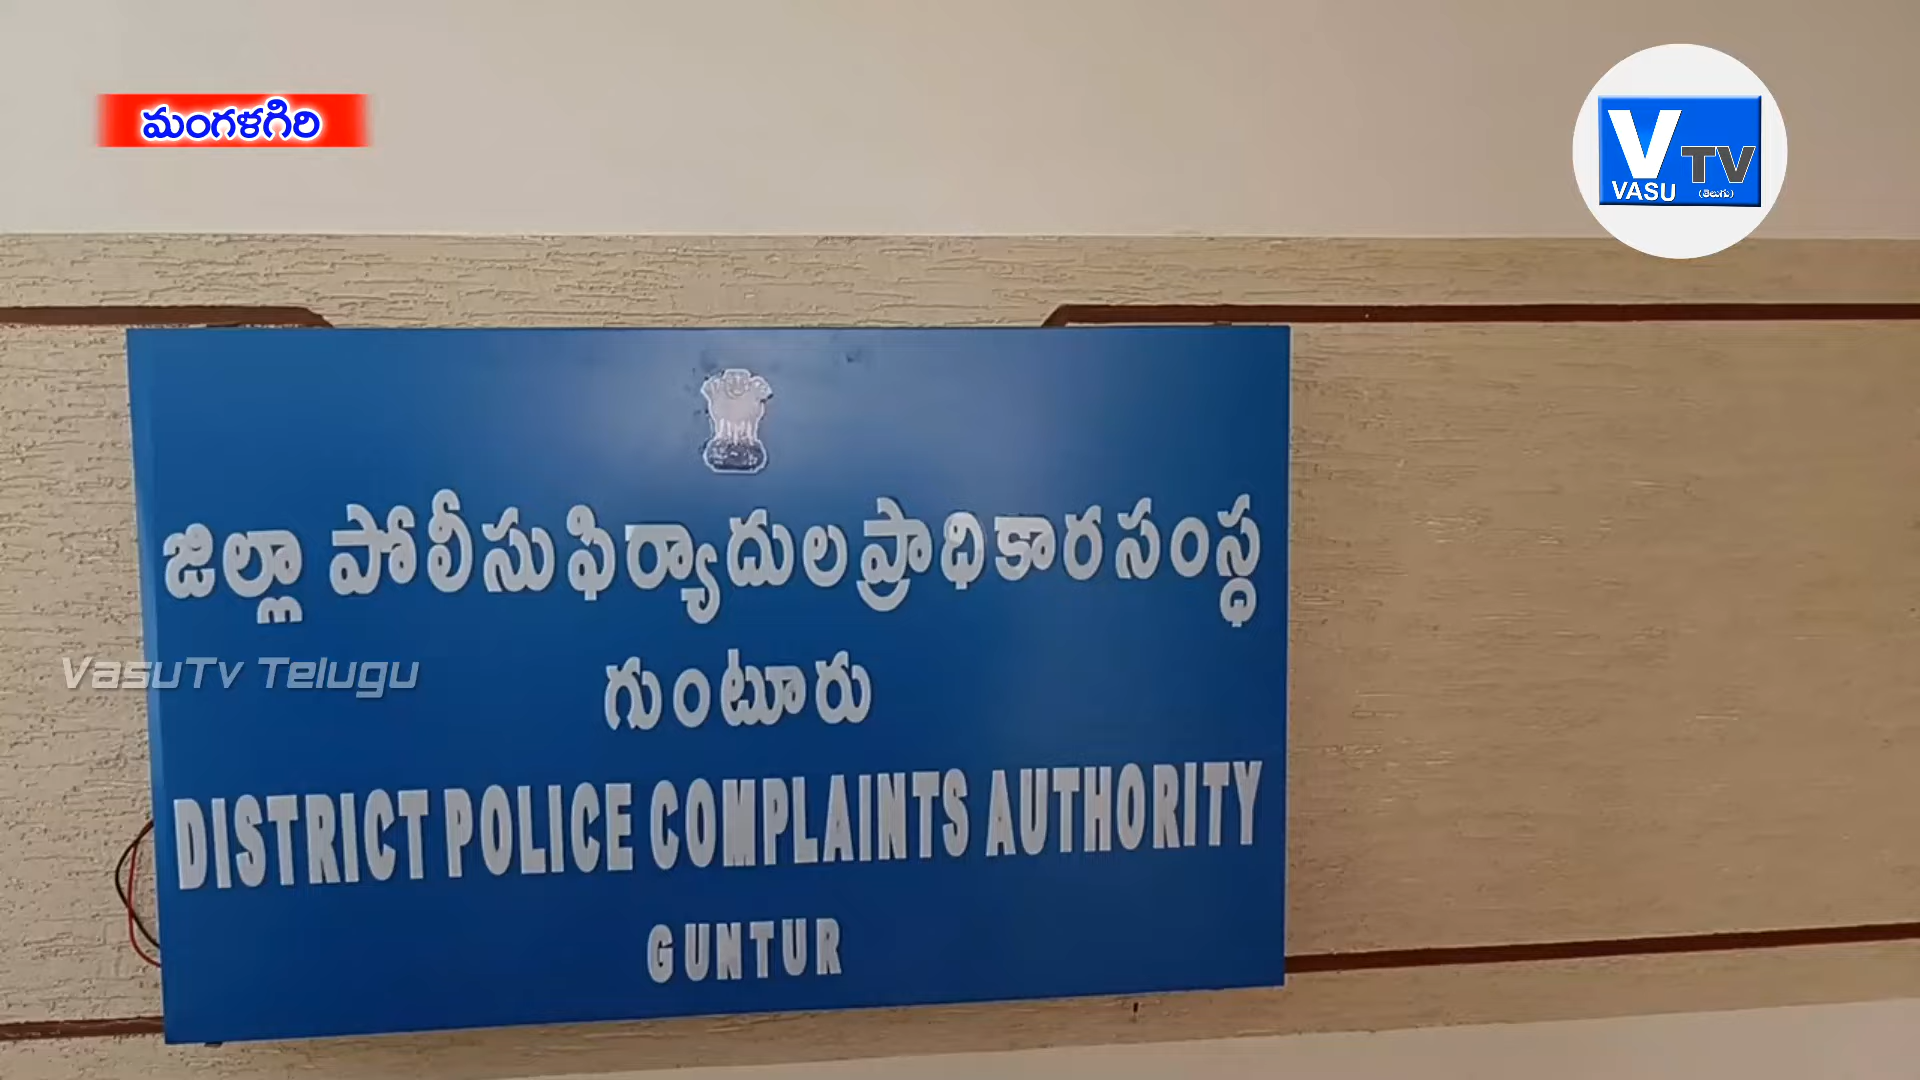 మంగళగిరి
V TV
VASU (తెలుగు)
జిల్లా పోలీసు ఫిర్యాదుల ప్రాధికార సంస్థ
VasuTv Telugu
గుంటూరు
DISTRICT POLICE COMPLAINTS AUTHORITY
GUNTUR